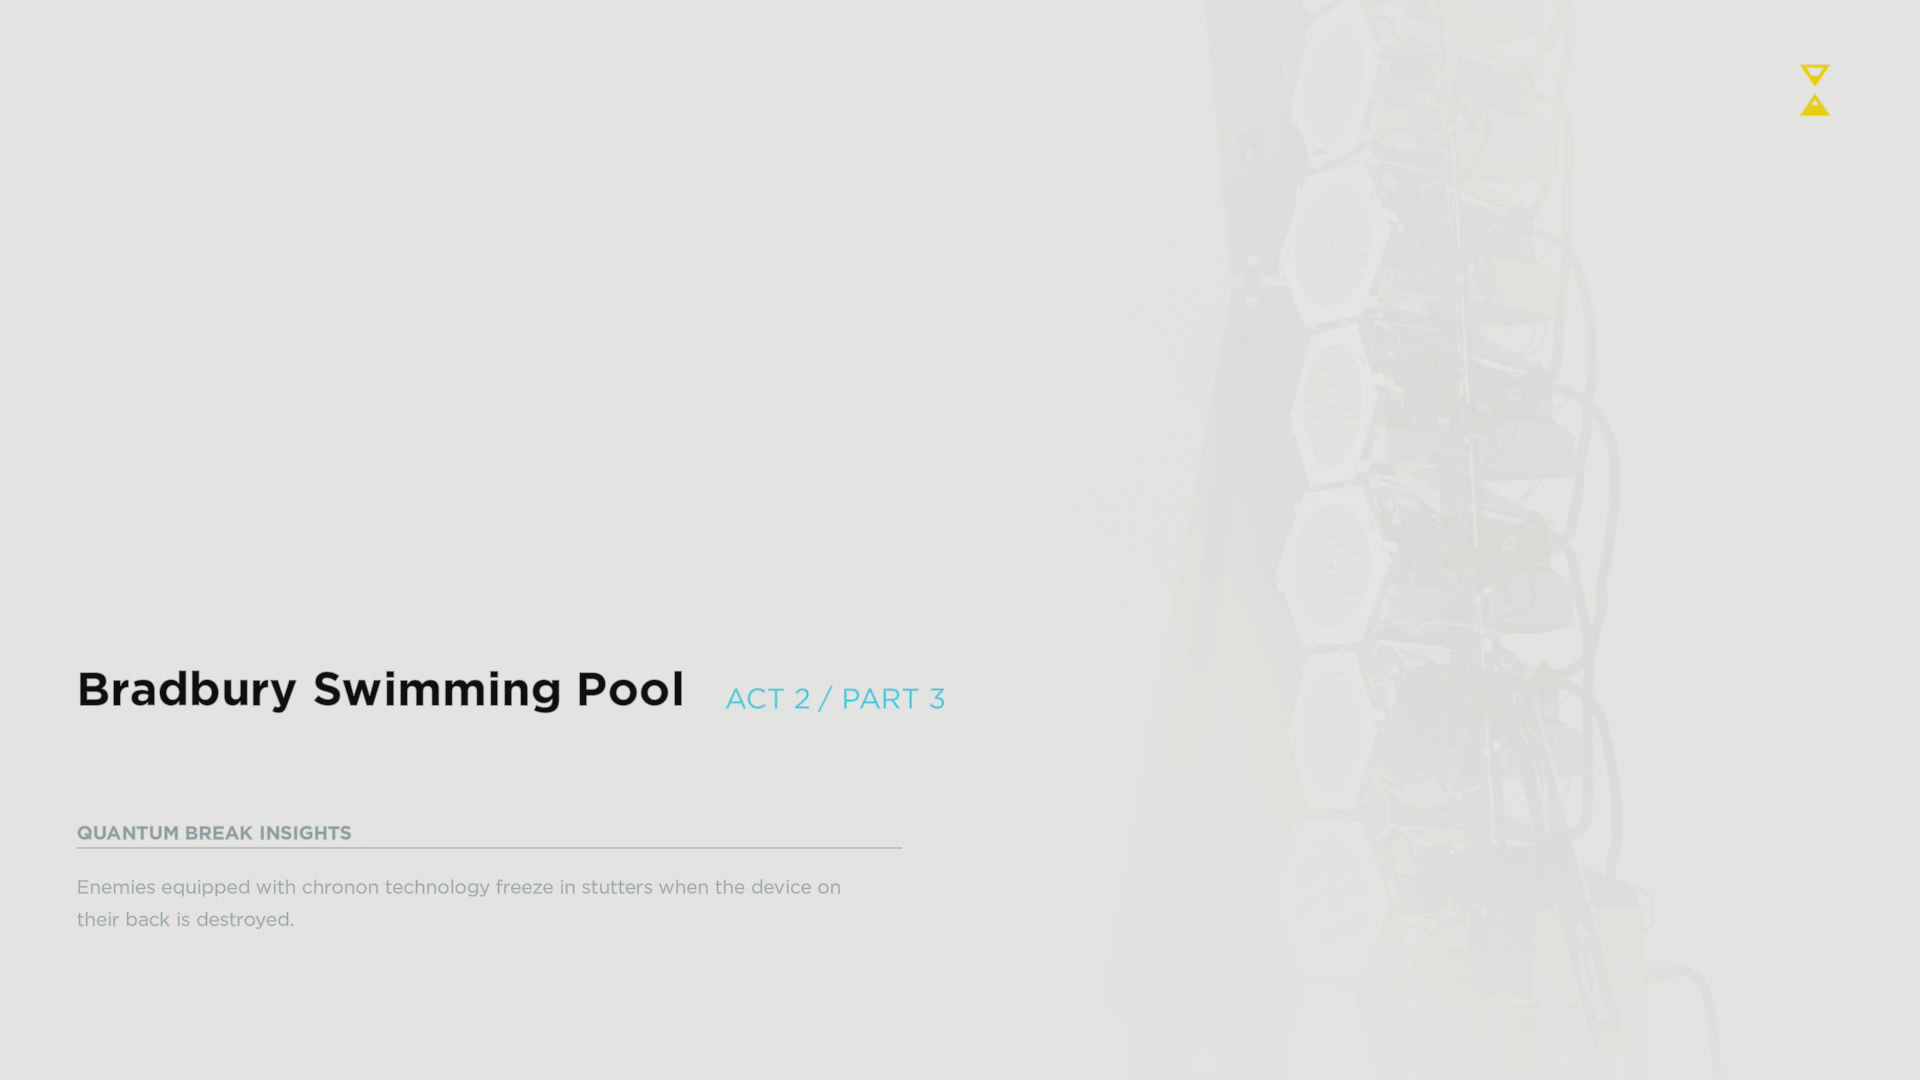 Bradbury Swimming Pool ACT 2 / PART 3
QUANTUM BREAK INSIGHTS
Enemies equipped with chronon technology freeze in stutters when the device on
their back is destroyed.